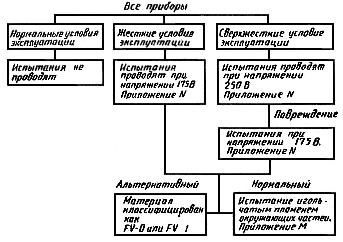 Все приборы
Нормальные условия
эксплуатации
Жесткие условия
эксплуатации
Сверхжесткие условие
эксплуатации
Испытания не
проводят
Испытания
проводят при
напряжении 175В
Приложение N
Испытания проводят
при напряжении
250В
Приложение N
Повреждение
Испытания при
напряжении 175В.
Приложение N
Альтернативный
Нормальный
Материал
классифицирован
как
FV-0 или FV 1
Испытание иголь-
чатым пламенем
окружающих частей.
Приложение М